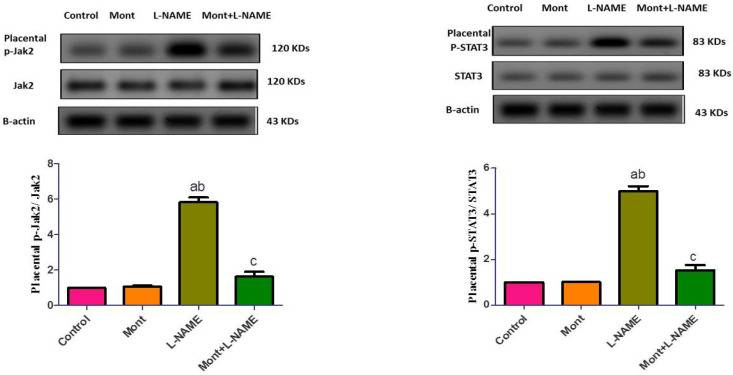 Control Mont L-NAME Mont+L-NAME
Placental
p-Jak2
120 KDs
Jak2
120 KDs
B-actin
43 KDs
8
6
4
2
0
Placental p-Jak2/ Jak2
ab
c
Control
Mont
L-NAME
Mont+L-NAME
Control Mont L-NAME Mont+L-NAME
Placental
P-STAT3
83 KDs
STAT3
83 KDs
B-actin
43 KDs
6
4
2
0
Placental p-STAT3/ STAT3
ab
c
Control
Mont
L-NAME
Mont+L-NAME